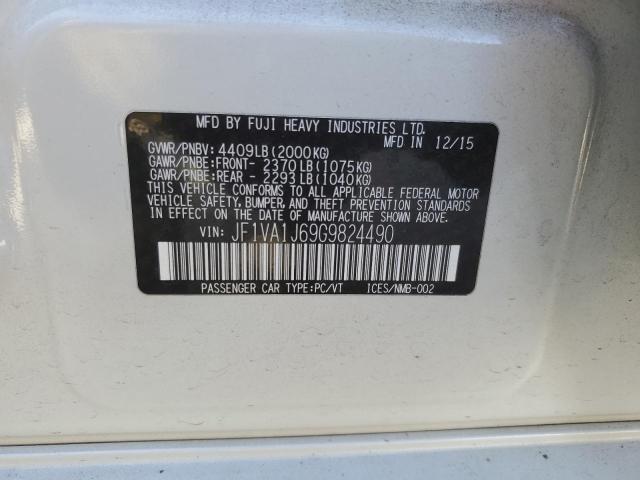 MFD BY FUJI HEAVY INDUSTRIES LTD.
MFD IN 12/15
GVWR/PNBV: 4409LB(2000KG)
GAWR/PNBE:FRONT- 2370LB(1075KG)
GAWR/PNBE:REAR - 2293LB(1040KG)
THIS VEHICLE CONFORMS TO ALL APPLICABLE FEDERAL MOTOR
VEHICLE SAFETY, BUMPER, AND THEFT PREVENTION STANDARDS
IN EFFECT ON THE DATE OF MANUFACTURE SHOWN ABOVE.
VIN: JF1VA1J69G9824490
PASSENGER CAR TYPE:PC/VT ICES/NMB-002